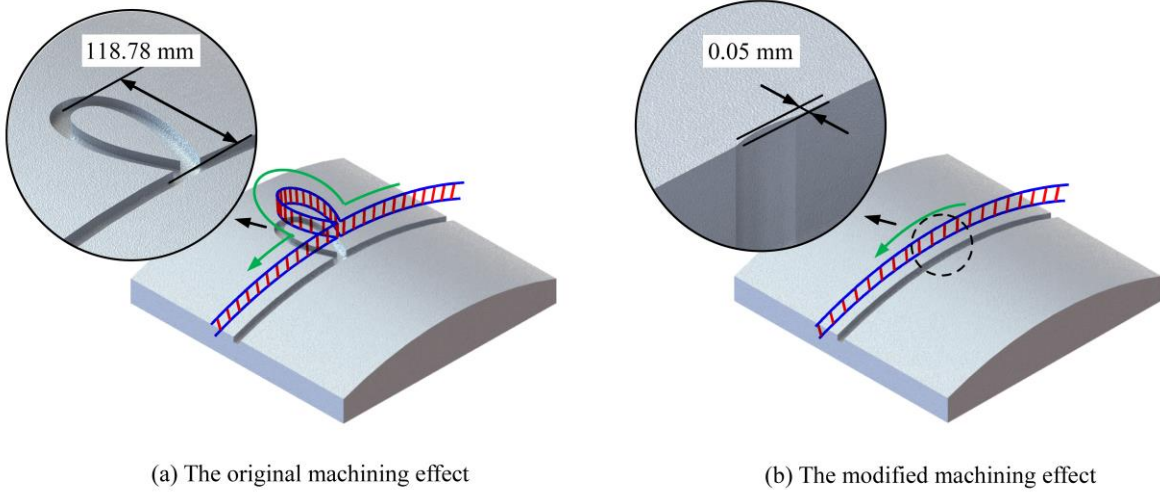 118.78 mm
0.05 mm
(a) The original machining effect
(b) The modified machining effect